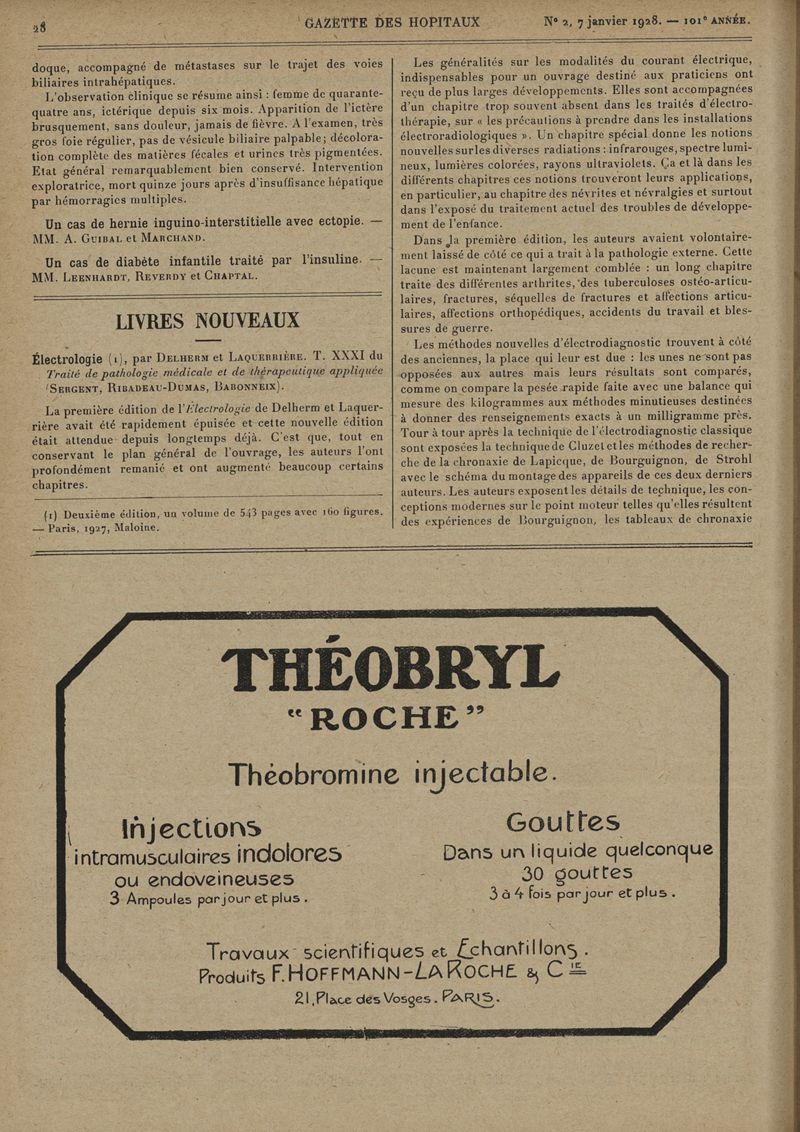 28
GAZETTE DES HOPITAUX
N° 2, 7 janvier 1928. — 101e ANNÉE.
doque, accompagné de métastases sur le trajet des voies
biliaires intrahépatiques.
L'observation clinique se résume ainsi : femme de quarante-
quatre ans, ictérique depuis six mois. Apparition de l'ictère
brusquement, sans douleur, jamais de fièvre. A l'examen, très
gros foie régulier, pas de vésicule biliaire palpable; décolora-
tion complète des matières fécales et urines très pigmentées.
Etat général remarquablement bien conservé. Intervention
exploratrice, mort quinze jours après d'insuffisance hépatique
par hémorragies multiples.
Un cas de hernie inguino-interstitielle avec ectopie. —
MM. A. GUIBAL et MARCHAND.
Un cas de diabète infantile traité par l'insuline. —
MM. LEENHARDT, REVERDY et CHAPTAL.
LIVRES NOUVEAUX
Électrologie (1), par DELHERM et LAQUERRIÈRE. T. XXXI du
Traité de pathologie médicale et de thérapeutique appliquée
(SERGENT, RIBADEAU-DUMAS, BABONNEIX).
La première édition de l'Électrologie de Delherm et Laquer-
rière avait été rapidement épuisée et cette nouvelle édition
était attendue depuis longtemps déjà. C'est que, tout en
conservant le plan général de l'ouvrage, les auteurs l'ont
profondément remanié et ont augmenté beaucoup certains
chapitres.
(1) Deuxième édition, un volume de 543 pages avec 160 figures.
— Paris, 1927, Maloine.
Les généralités sur les modalités du courant électrique,
indispensables pour un ouvrage destiné aux praticiens ont
reçu de plus larges développements. Elles sont accompagnées
d'un chapitre trop souvent absent dans les traités d'électro-
thérapie, sur « les précautions à prendre dans les installations
électroradiologiques ». Un chapitre spécial donne les notions
nouvelles sur les diverses radiations : infrarouges, spectre lumi-
neux, lumières colorées, rayons ultraviolets. Ça et là dans les
différents chapitres ces notions trouveront leurs applications,
en particulier, au chapitre des névrites et névralgies et surtout
dans l'exposé du traitement actuel des troubles de développe-
ment de l'enfance.
Dans la première édition, les auteurs avaient volontaire-
ment laissé de côté ce qui a trait à la pathologie externe. Cette
lacune est maintenant largement comblée : un long chapitre
traite des différentes arthrites, des tuberculoses ostéo-articu-
laires, fractures, séquelles de fractures et affections articu-
laires, affections orthopédiques, accidents du travail et bles-
sures de guerre.
Les méthodes nouvelles d'électrodiagnostic trouvent à côté
des anciennes, la place qui leur est due : les unes ne sont pas
opposées aux autres mais leurs résultats sont comparés,
comme on compare la pesée rapide faite avec une balance qui
mesure des kilogrammes aux méthodes minutieuses destinées
à donner des renseignements exacts à un milligramme près.
Tour à tour après la technique de l'électrodiagnostic classique
sont exposées la technique de Cluzet et les méthodes de recher-
che de la chronaxie de Lapicque, de Bourguignon, de Strohl
avec le schéma du montage des appareils de ces deux derniers
auteurs. Les auteurs exposent les détails de technique, les con-
ceptions modernes sur le point moteur telles qu'elles résultent
des expériences de Bourguignon, les tableaux de chronaxie
THÉOBRYL
"ROCHE"
Théobromine injectable.
Injections
intramusculaires indolores
ou endoveineuses
3 Ampoules par jour et plus.
Gouttes
Dans un liquide quelconque
30 gouttes
3 à 4 fois par jour et plus.
Travaux scientifiques et Échantillons.
Produits F. HOFFMANN-LA ROCHE & Cie
21, Place des Vosges. PARIS.